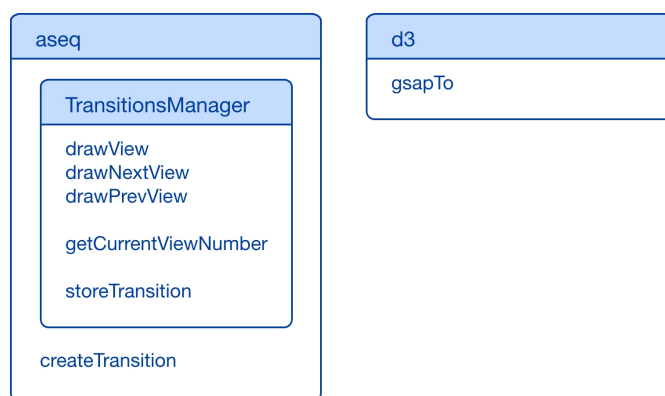 aseq
TransitionsManager
drawView
drawNextView
drawPrevView
getCurrentViewNumber
storeTransition
createTransition
d3
gsapTo